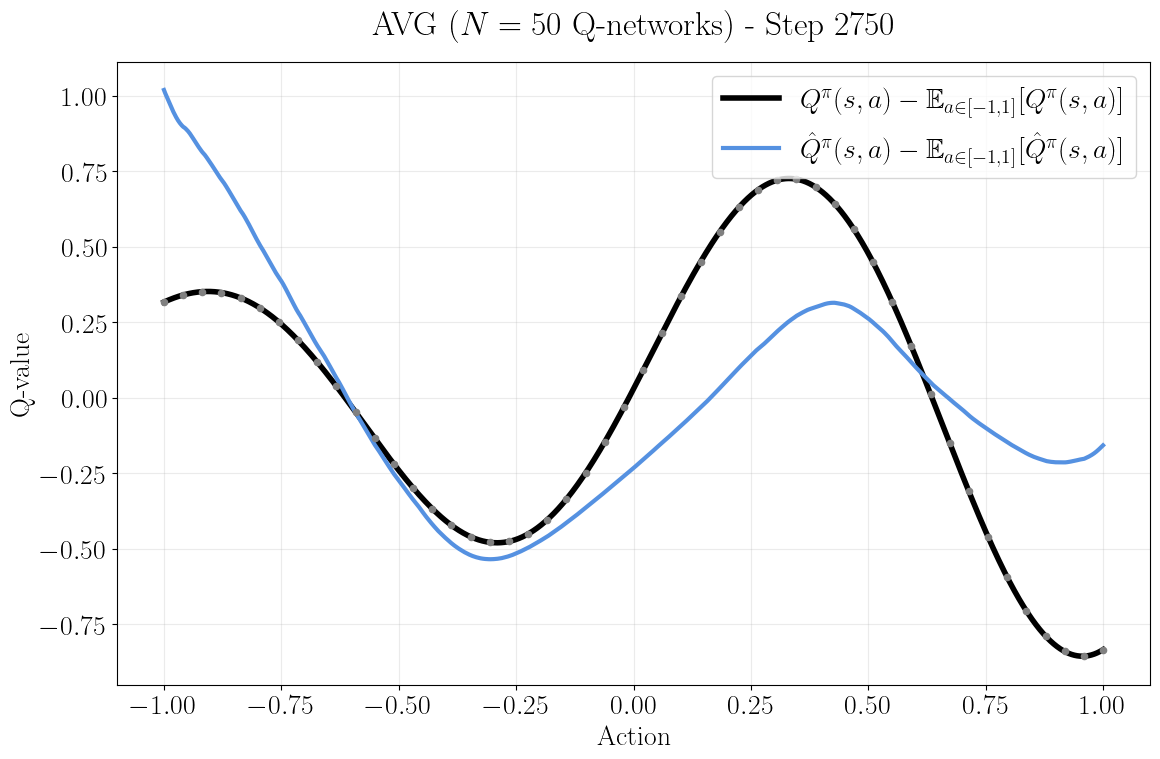 AVG (N = 50 Q-networks) - Step 2750
Q^π(s, a) − 𝔼_{a∈[−1,1]}[Q^π(s, a)]
Q̂^π(s, a) − 𝔼_{a∈[−1,1]}[Q̂^π(s, a)]
Q-value
1.00
0.75
0.50
0.25
0.00
−0.25
−0.50
−0.75
−1.00 −0.75 −0.50 −0.25 0.00 0.25 0.50 0.75 1.00
Action